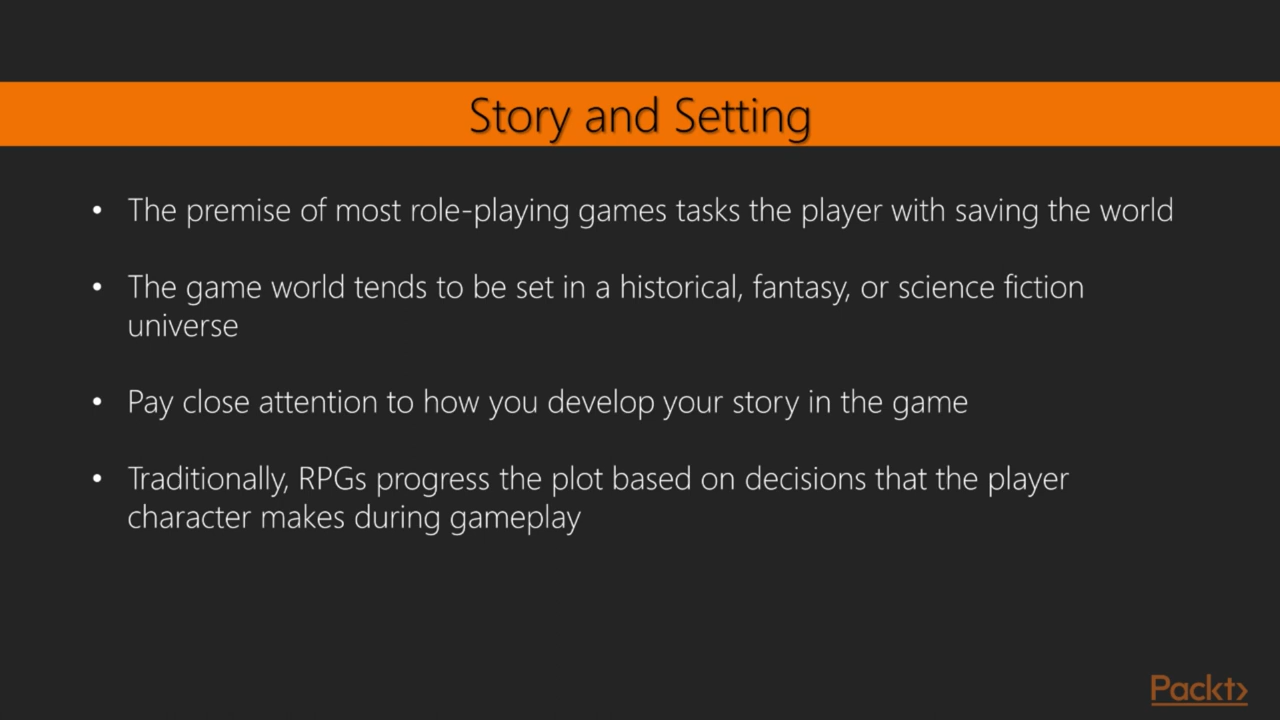 Story and Setting
• The premise of most role-playing games tasks the player with saving the world
• The game world tends to be set in a historical, fantasy, or science fiction
universe
• Pay close attention to how you develop your story in the game
• Traditionally, RPGs progress the plot based on decisions that the player
character makes during gameplay
Packt>